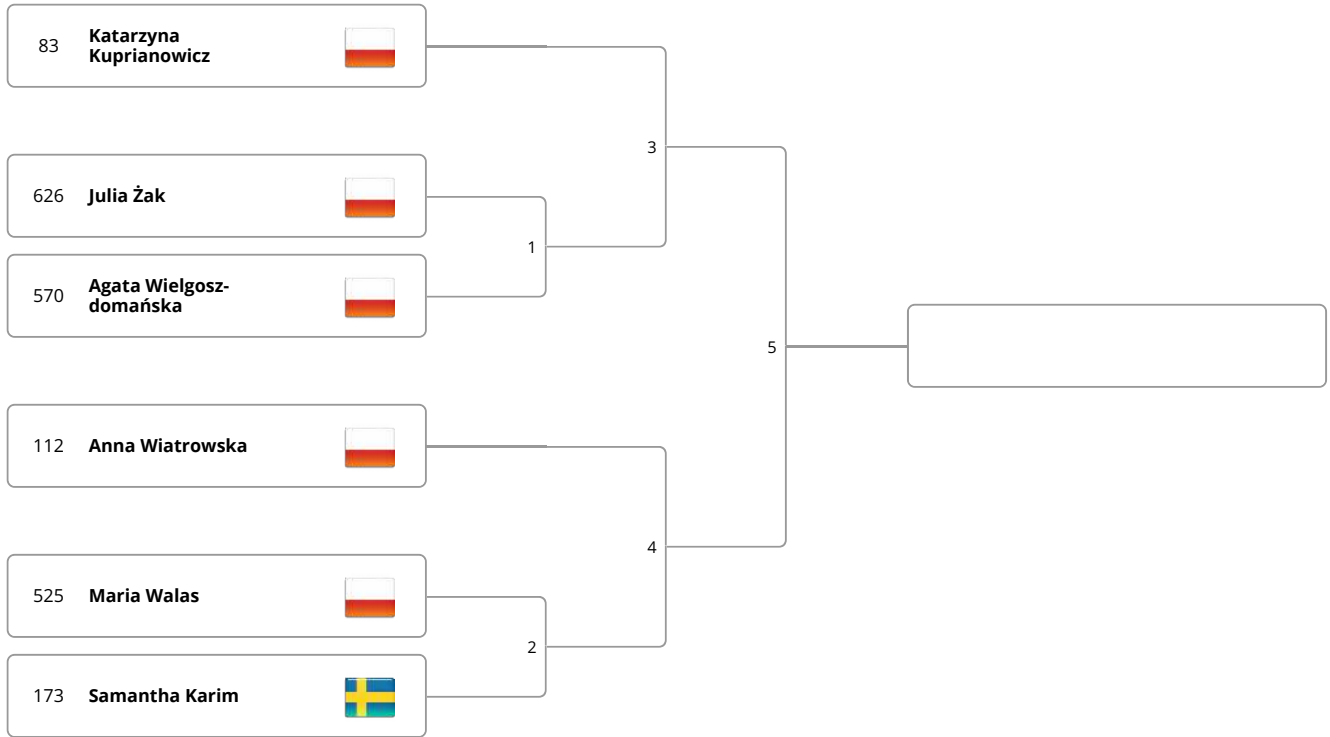 83 Katarzyna
Kuprianowicz
3
626 Julia Żak
1
570 Agata Wielgosz-
domańska
5
112 Anna Wiatrowska
4
525 Maria Walas
2
173 Samantha Karim